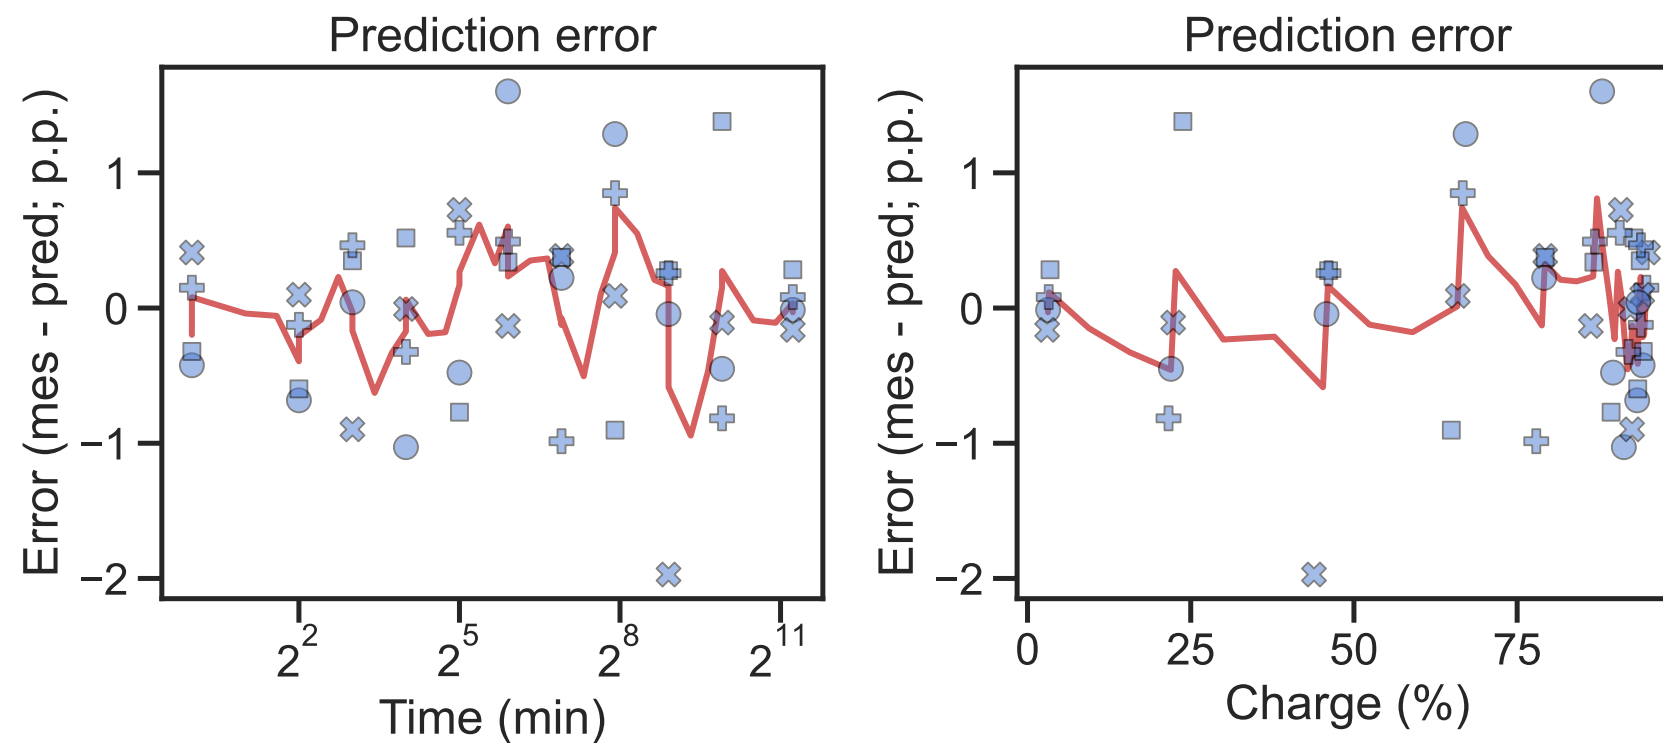 Prediction error
Error (mes - pred; p.p.)
1
0
−1
−2
2^2
2^5
2^8
2^11
Time (min)
Prediction error
Error (mes - pred; p.p.)
1
0
−1
−2
0
25
50
75
Charge (%)